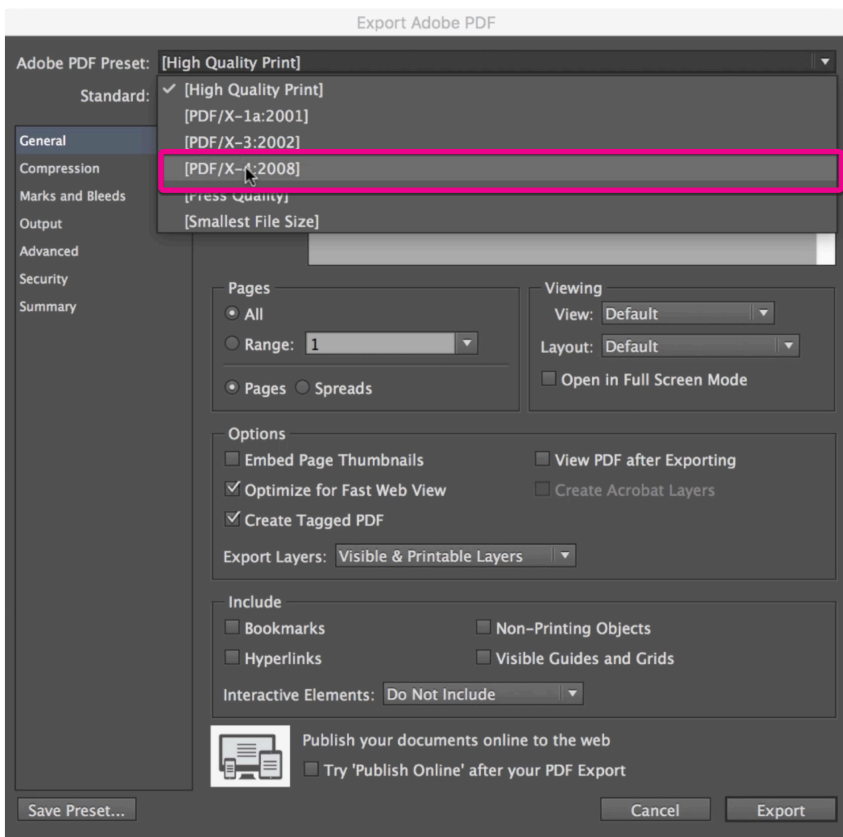 Export Adobe PDF
Adobe PDF Preset: [High Quality Print]
Standard: ✓ [High Quality Print]
[PDF/X-1a:2001]
General [PDF/X-3:2002]
Compression [PDF/X-4:2008]
Marks and Bleeds [Press Quality]
Output [Smallest File Size]
Advanced
Security
Summary
Pages
All
Range: 1
Pages Spreads
Viewing
View: Default
Layout: Default
Open in Full Screen Mode
Options
Embed Page Thumbnails View PDF after Exporting
Optimize for Fast Web View Create Acrobat Layers
Create Tagged PDF
Export Layers: Visible & Printable Layers
Include
Bookmarks Non-Printing Objects
Hyperlinks Visible Guides and Grids
Interactive Elements: Do Not Include
Publish your documents online to the web
Try 'Publish Online' after your PDF Export
Save Preset... Cancel Export